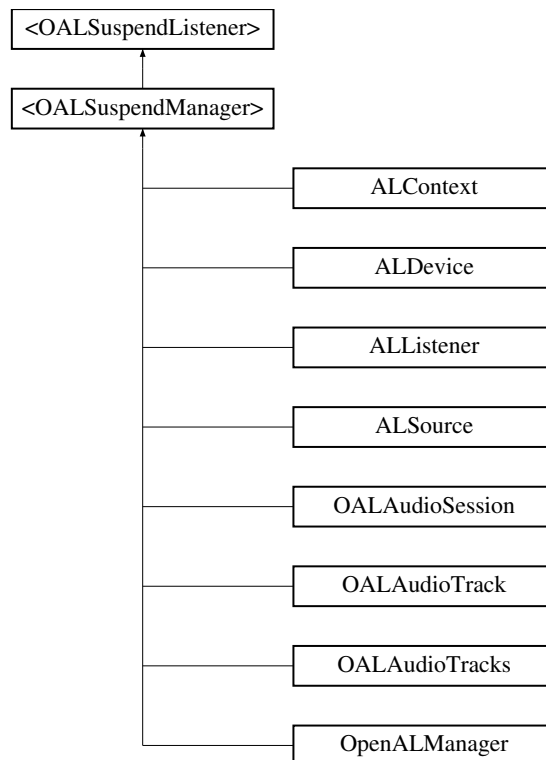 <OALSuspendListener>
<OALSuspendManager>
ALContext
ALDevice
ALListener
ALSource
OALAudioSession
OALAudioTrack
OALAudioTracks
OpenALManager